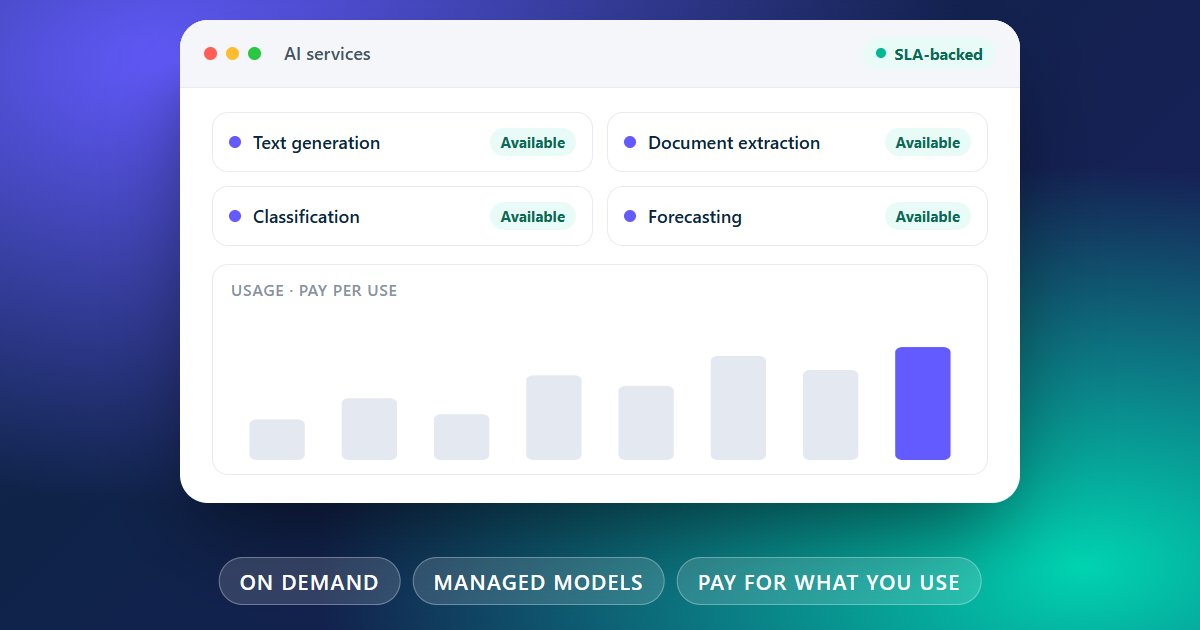 AI services
SLA-backed
Text generation
Available
Document extraction
Available
Classification
Available
Forecasting
Available
USAGE · PAY PER USE
ON DEMAND
MANAGED MODELS
PAY FOR WHAT YOU USE